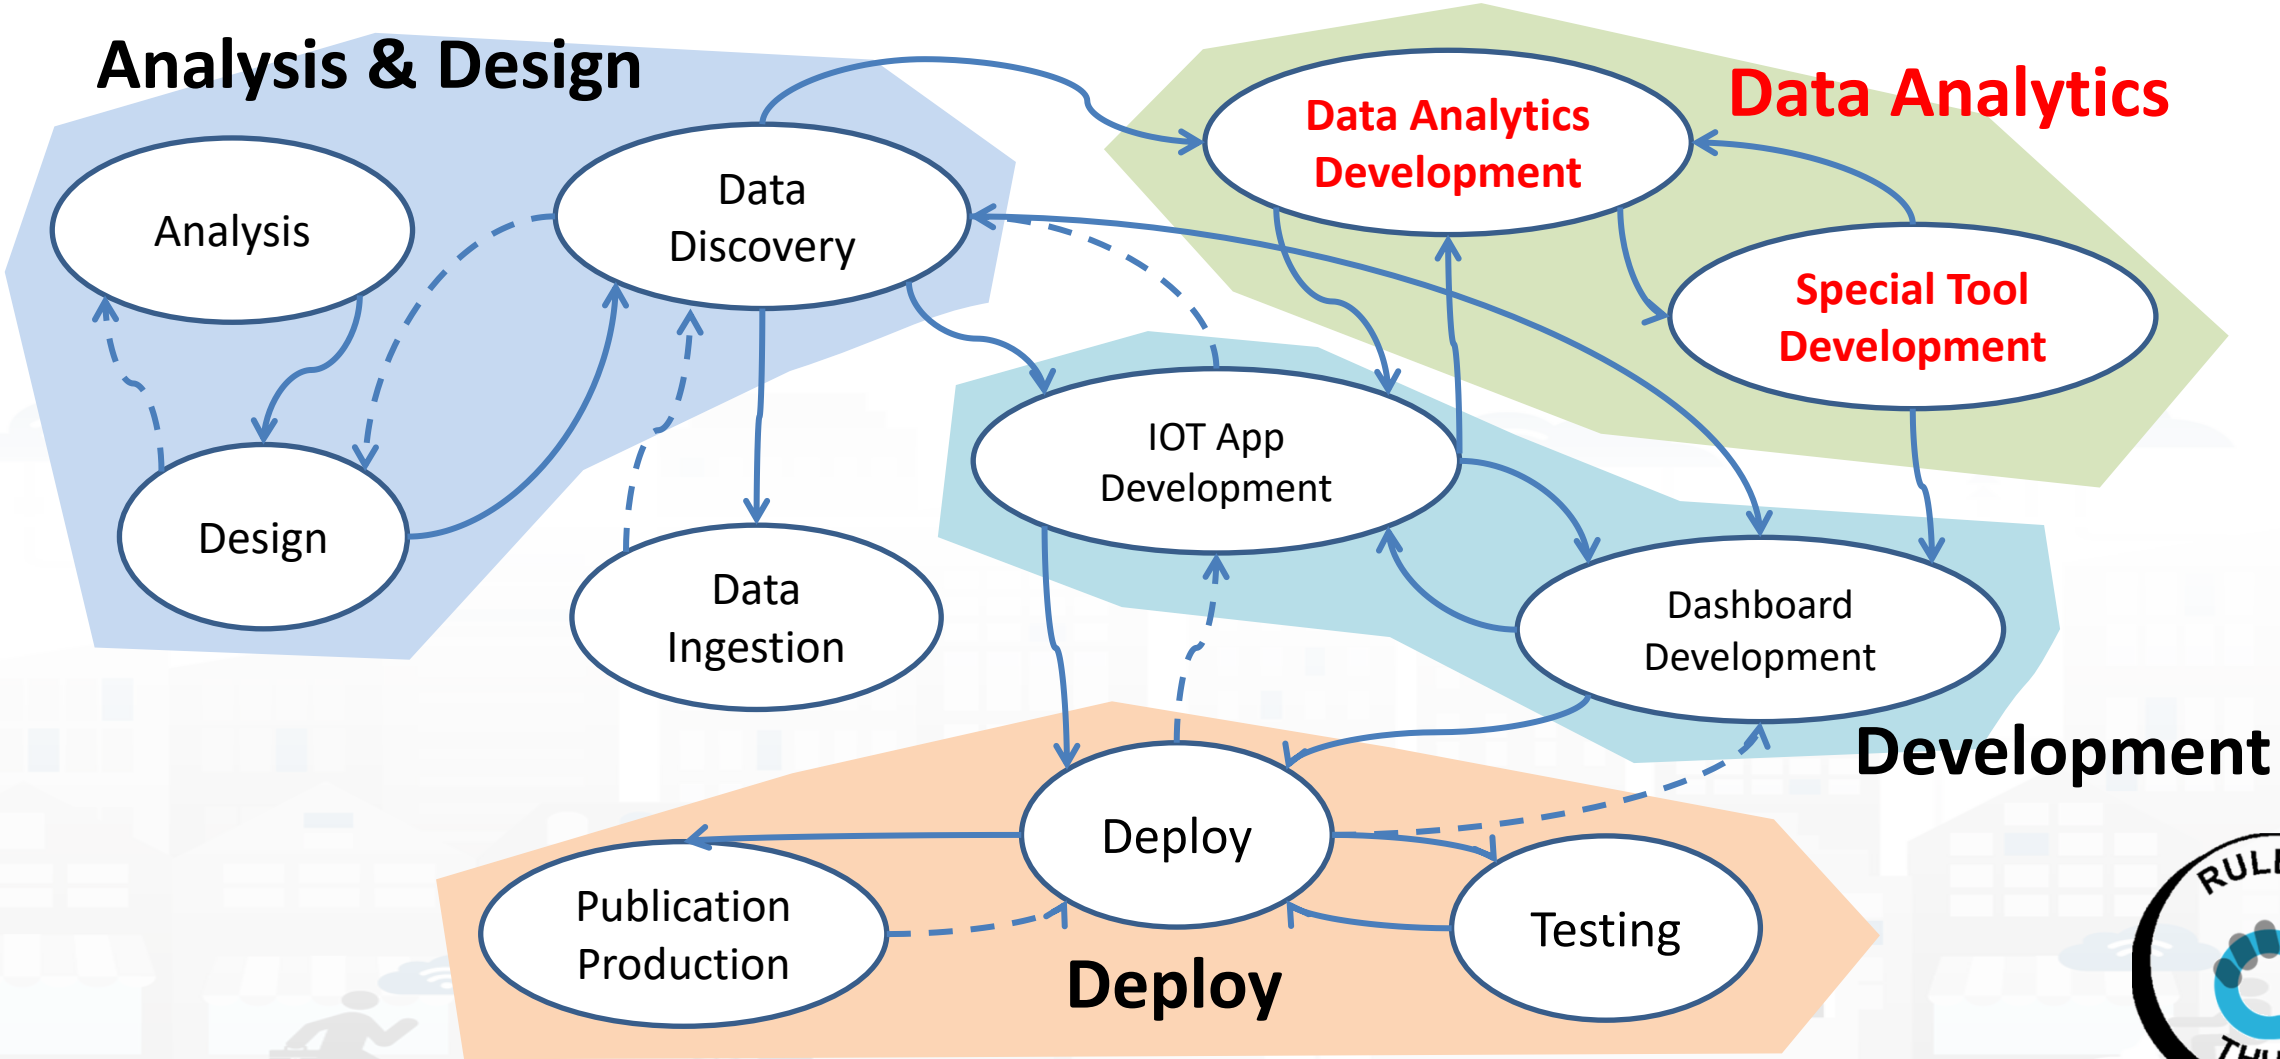 Analysis & Design
Data Analytics
Data Analytics
Development
Analysis
Data
Discovery
Special Tool
Development
IOT App
Development
Design
Data
Ingestion
Dashboard
Development
Development
Deploy
Publication
Production
Testing
Deploy